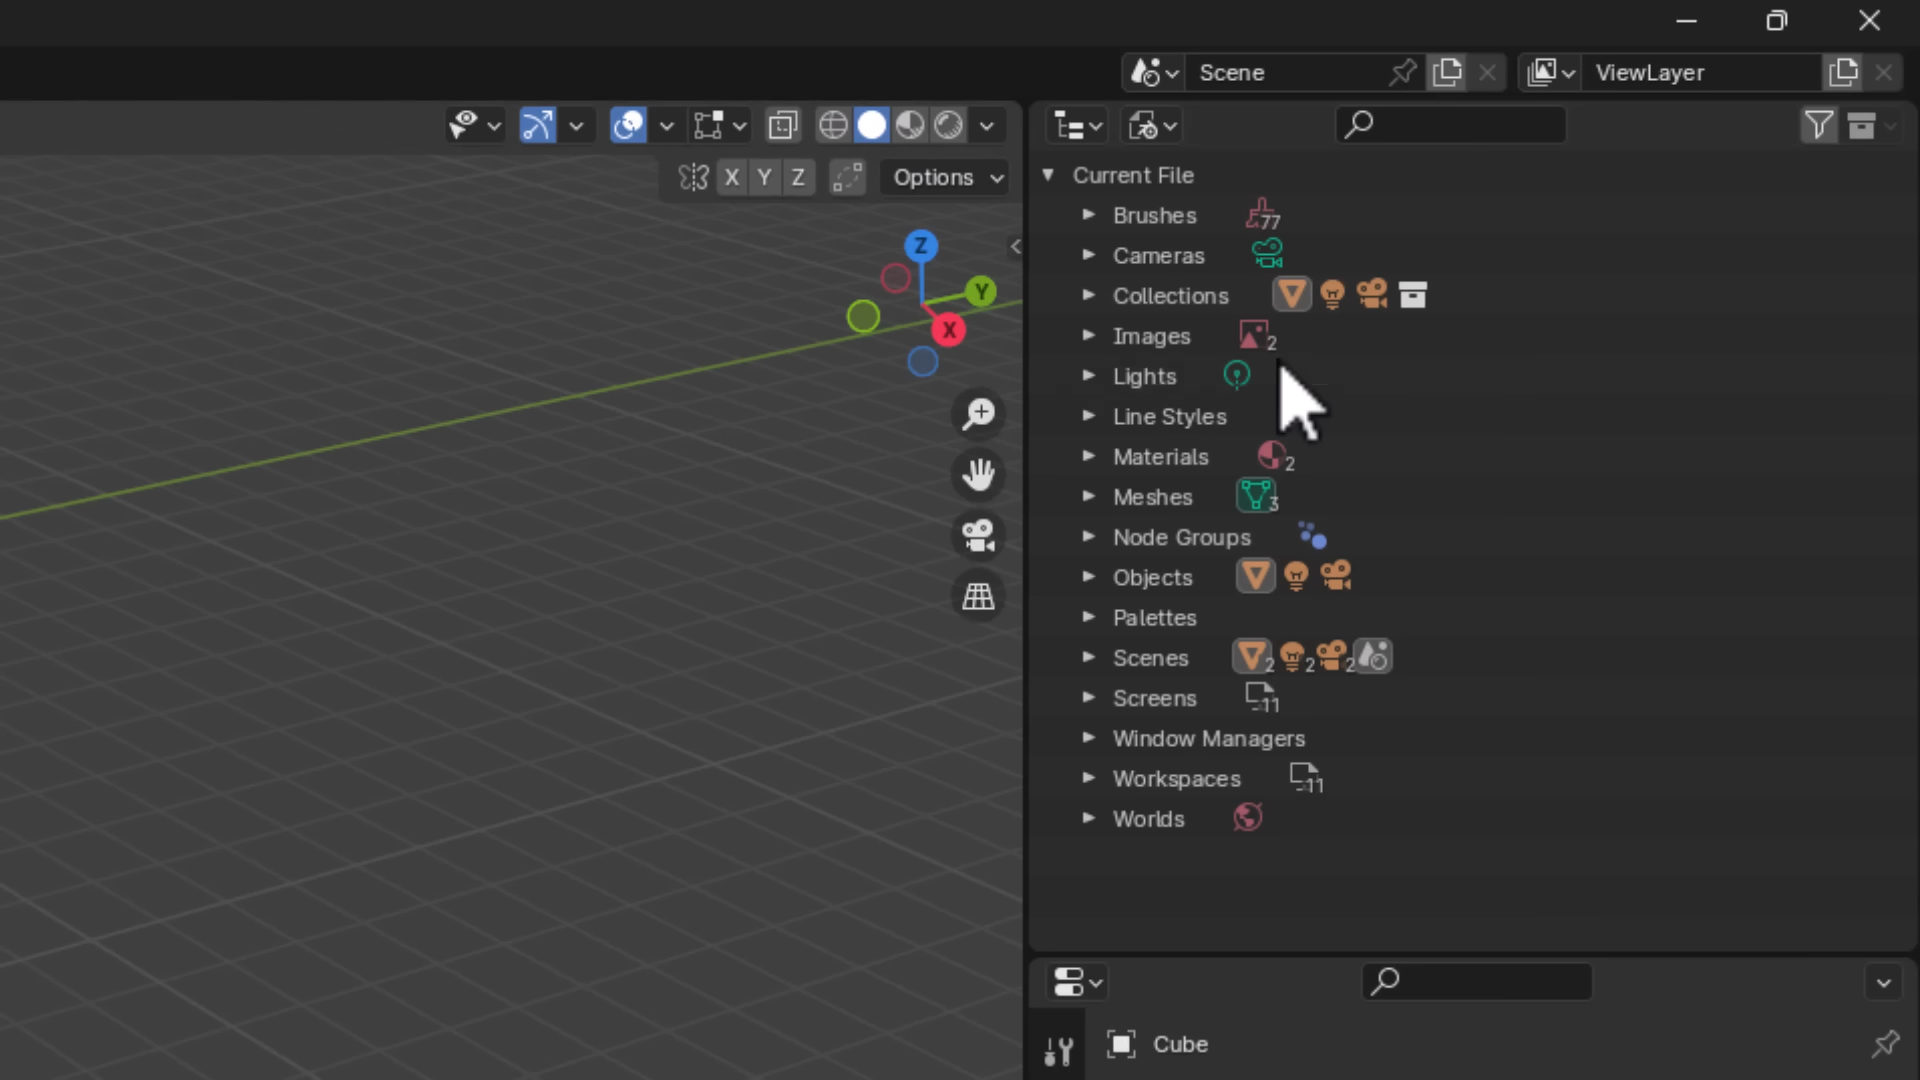 Scene
ViewLayer
X Y Z
Options
Z
Y
X
Current File
Brushes 77
Cameras
Collections
Images 2
Lights
Line Styles
Materials 2
Meshes 3
Node Groups
Objects
Palettes
Scenes 2 2 2
Screens 11
Window Managers
Workspaces 11
Worlds
Cube